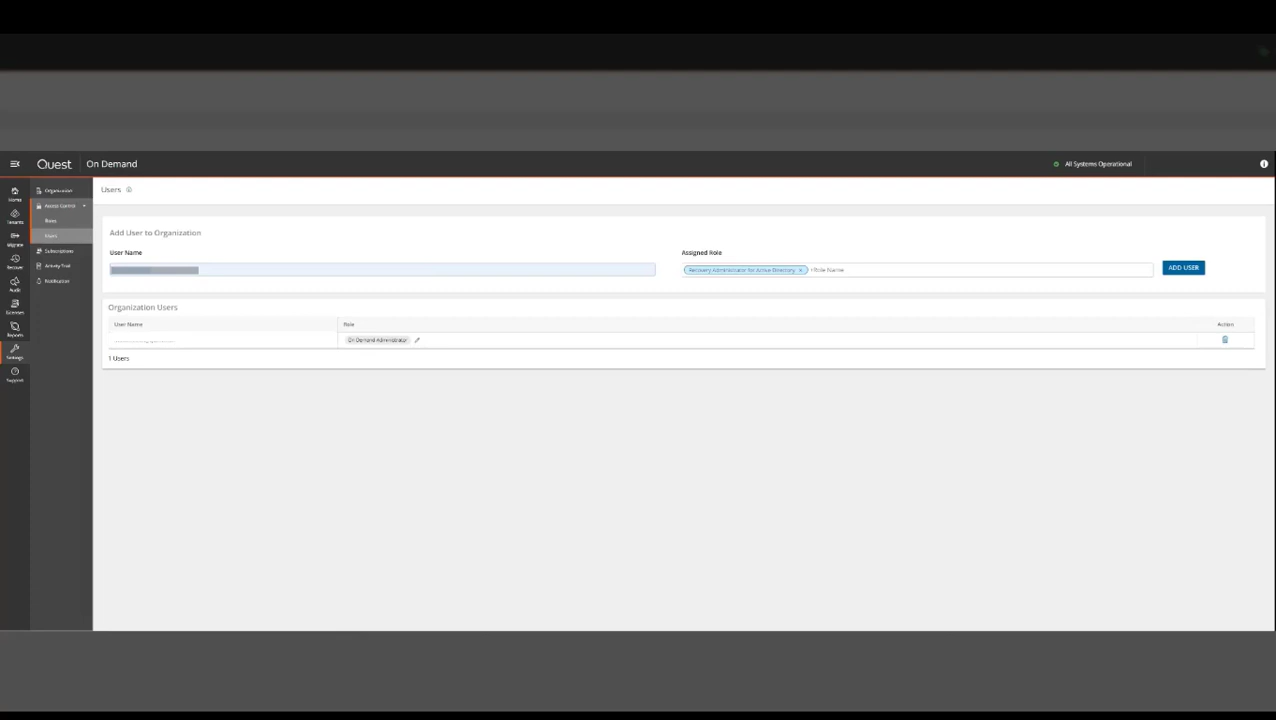 Quest On Demand
All Systems Operational
Home
Tenants
Migrate
Recover
Audit
Licenses
Reports
Settings
Support
Organization
Access Control
Roles
Users
Subscriptions
Activity Trail
Notification
Users
Add User to Organization
User Name
Assigned Role
Recovery Administrator for Active Directory
Role Name
ADD USER
Organization Users
User Name Role Action
On Demand Administrator
1 Users